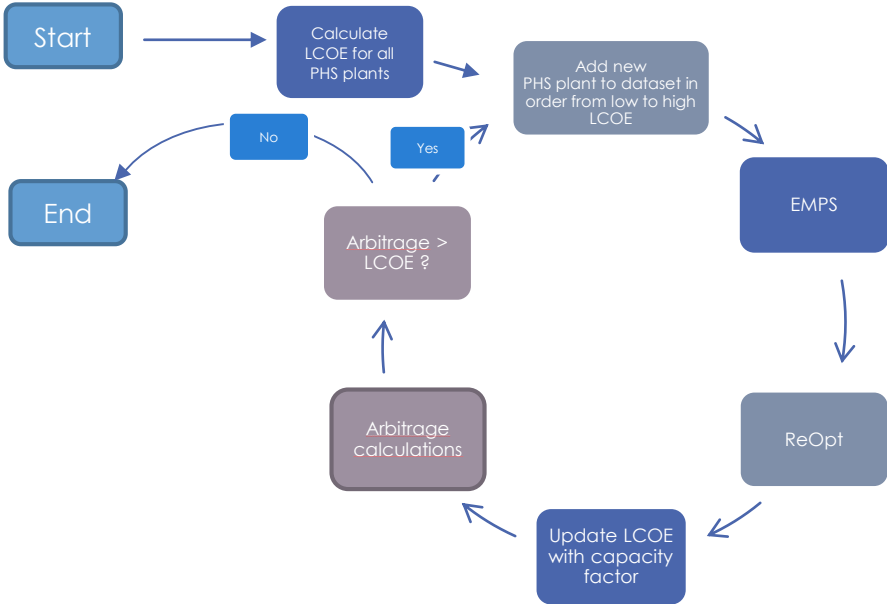 Start
Calculate
LCOE for all
PHS plants
Add new
PHS plant to dataset in
order from low to high
LCOE
No
Yes
EMPS
End
Arbitrage >
LCOE ?
Arbitrage
calculations
ReOpt
Update LCOE
with capacity
factor